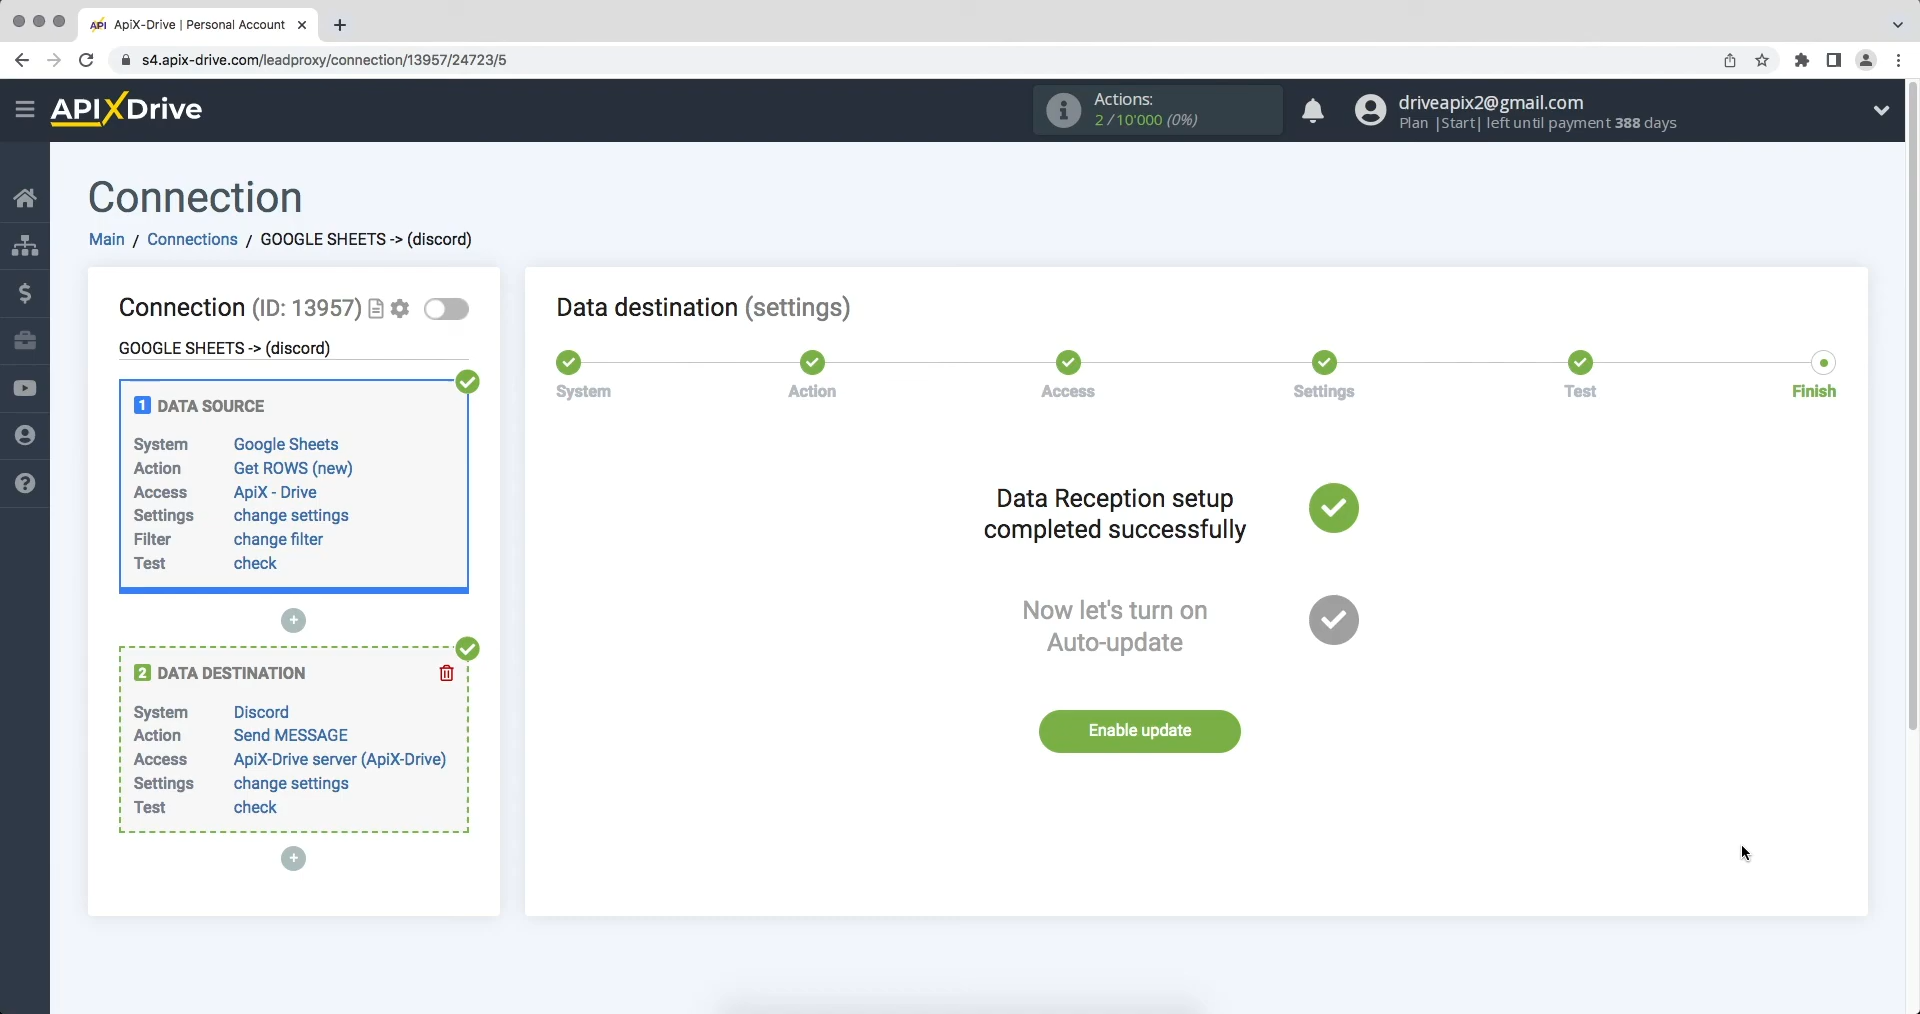 API ApiX-Drive | Personal Account
s4.apix-drive.com/leadproxy/connection/13957/24723/5
APIXDrive
Actions:
2 / 10'000 (0%)
driveapix2@gmail.com
Plan |Start| left until payment 388 days
Connection
Main / Connections / GOOGLE SHEETS -> (discord)
Connection (ID: 13957)
GOOGLE SHEETS -> (discord)
1 DATA SOURCE
System Google Sheets
Action Get ROWS (new)
Access ApiX - Drive
Settings change settings
Filter change filter
Test check
2 DATA DESTINATION
System Discord
Action Send MESSAGE
Access ApiX-Drive server (ApiX-Drive)
Settings change settings
Test check
Data destination (settings)
System Action Access Settings Test Finish
Data Reception setup
completed successfully
Now let's turn on
Auto-update
Enable update